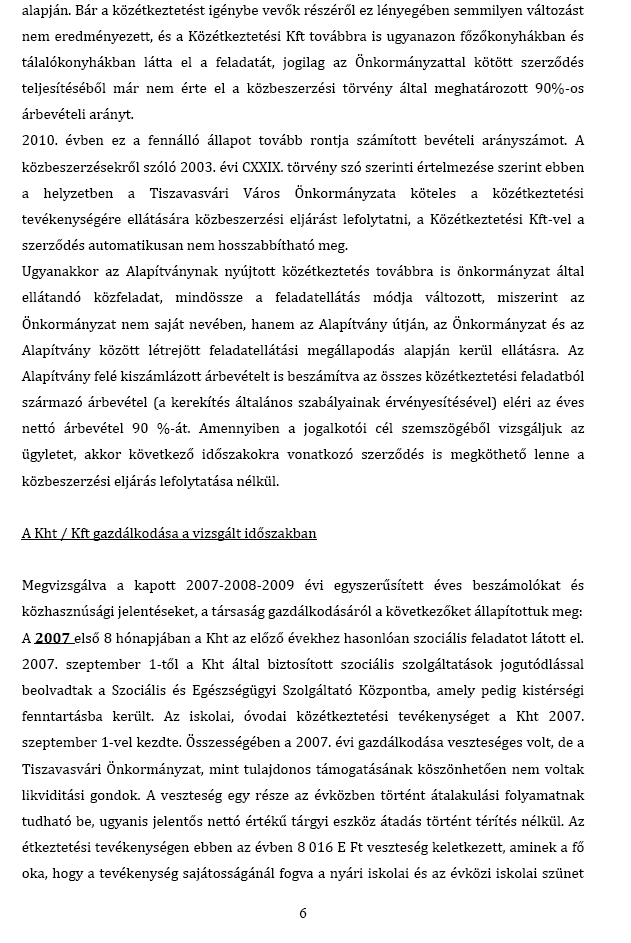 alapján. Bár a közétkeztetést igénybe vevők részéről ez lényegében semmilyen változást
nem eredményezett, és a Közétkeztetési Kft továbbra is ugyanazon főzőkonyhákban és
tálalókonyhákban látta el a feladatát, jogilag az Önkormányzattal kötött szerződés
teljesítéséből már nem érte el a közbeszerzési törvény által meghatározott 90%-os
árbevételi arányt.
2010. évben ez a fennálló állapot tovább rontja számított bevételi arányszámot. A
közbeszerzésekről szóló 2003. évi CXXIX. törvény szó szerinti értelmezése szerint ebben
a helyzetben a Tiszavasvári Város Önkormányzata köteles a közétkeztetési
tevékenységére ellátására közbeszerzési eljárást lefolytatni, a Közétkeztetési Kft-vel a
szerződés automatikusan nem hosszabbítható meg.
Ugyanakkor az Alapítványnak nyújtott közétkeztetés továbbra is önkormányzat által
ellátandó közfeladat, mindössze a feladatellátás módja változott, miszerint az
Önkormányzat nem saját nevében, hanem az Alapítvány útján, az Önkormányzat és az
Alapítvány között létrejött feladatellátási megállapodás alapján kerül ellátásra. Az
Alapítvány felé kiszámlázott árbevételt is beszámítva az összes közétkeztetési feladatból
származó árbevétel (a kerekítés általános szabályainak érvényesítésével) eléri az éves
nettó árbevétel 90 %-át. Amennyiben a jogalkotói cél szemszögéből vizsgáljuk az
ügyletet, akkor következő időszakokra vonatkozó szerződés is megköthető lenne a
közbeszerzési eljárás lefolytatása nélkül.
A Kht / Kft gazdálkodása a vizsgált időszakban
Megvizsgálva a kapott 2007-2008-2009 évi egyszerűsített éves beszámolókat és
közhasznúsági jelentéseket, a társaság gazdálkodásáról a következőket állapítottuk meg:
A 2007 első 8 hónapjában a Kht az előző évekhez hasonlóan szociális feladatot látott el.
2007. szeptember 1-től a Kht által biztosított szociális szolgáltatások jogutódlással
beolvadtak a Szociális és Egészségügyi Szolgáltató Központba, amely pedig kistérségi
fenntartásba került. Az iskolai, óvodai közétkeztetési tevékenységet a Kht 2007.
szeptember 1-vel kezdte. Összességében a 2007. évi gazdálkodása veszteséges volt, de a
Tiszavasvári Önkormányzat, mint tulajdonos támogatásának köszönhetően nem voltak
likviditási gondok. A veszteség egy része az évközben történt átalakulási folyamatnak
tudható be, ugyanis jelentős nettó értékű tárgyi eszköz átadás történt térítés nélkül. Az
étkeztetési tevékenységen ebben az évben 8 016 E Ft veszteség keletkezett, aminek a fő
oka, hogy a tevékenység sajátosságánál fogva a nyári iskolai és az évközi iskolai szünet
6